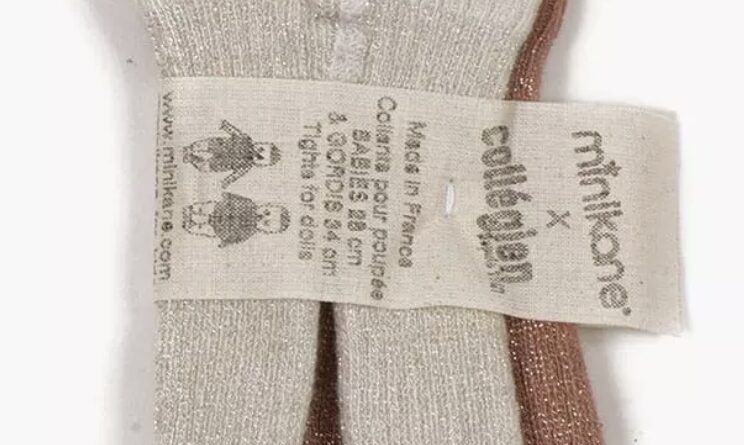 minikane®
x
collégien
Made in France
Collants pour poupée
BABIES 28 cm
& GORDIS 34 cm
Tights for dolls
www.minikane.com